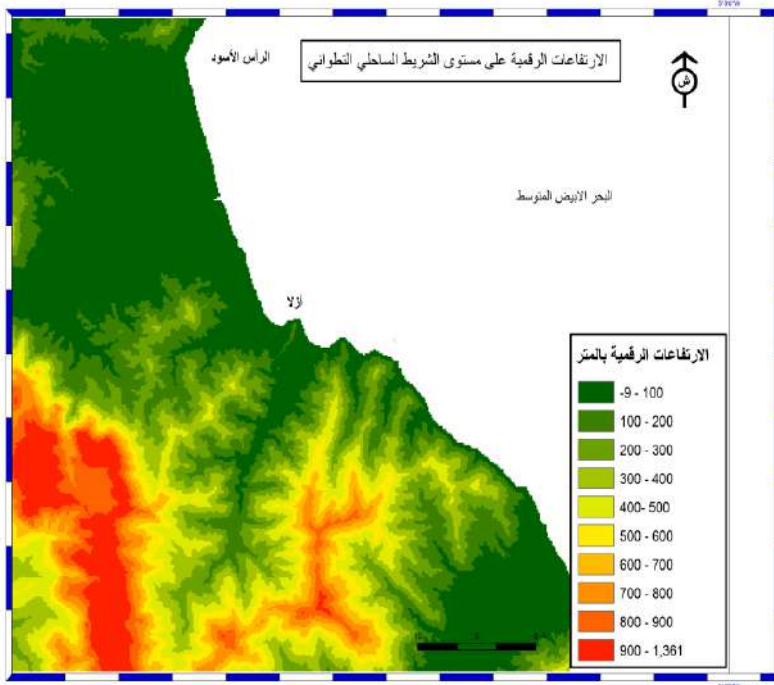 الارتفاعات الرقمية على مستوى الشريط الساحلي التطواني
الرأس الأسود
ش
البحر الابيض المتوسط
أزلا
الارتفاعات الرقمية بالمتر
-9 - 100
100 - 200
200 - 300
300 - 400
400- 500
500 - 600
600 - 700
700 - 800
800 - 900
900 - 1,361